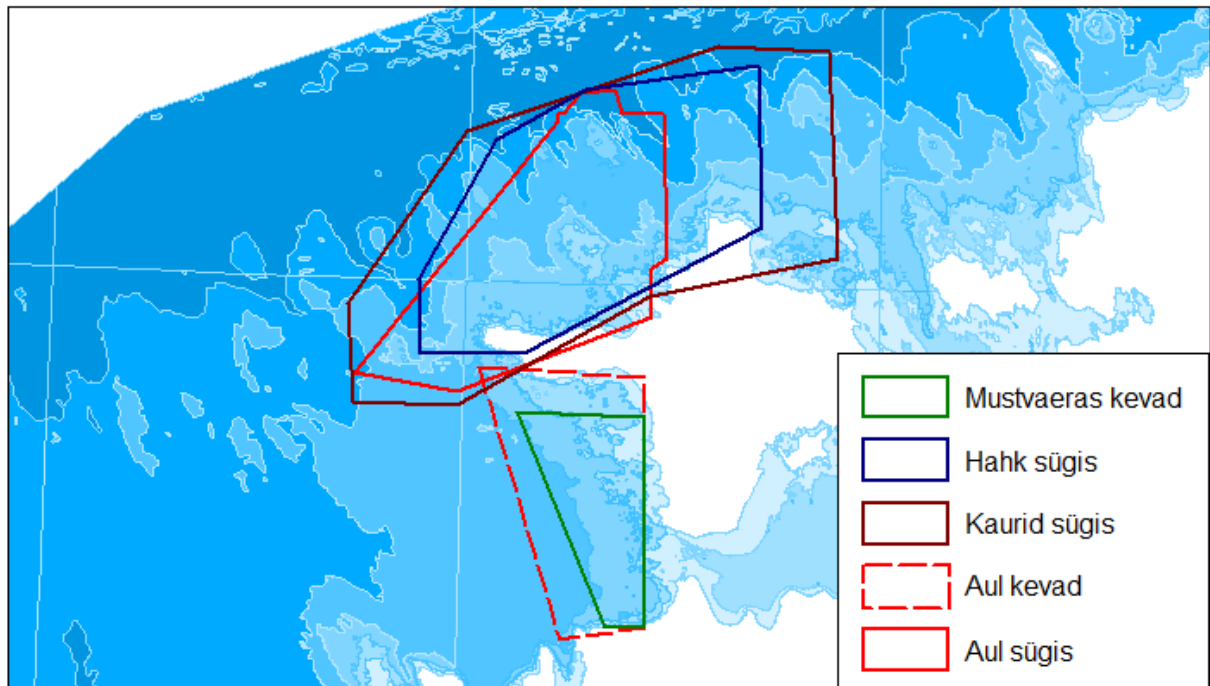 Mustvaeras kevad
Hahk sügis
Kaurid sügis
Aul kevad
Aul sügis